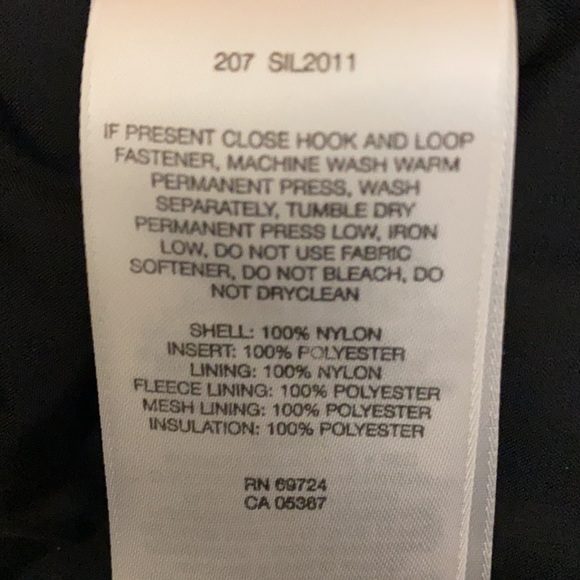 207 SIL2011
IF PRESENT CLOSE HOOK AND LOOP
FASTENER, MACHINE WASH WARM
PERMANENT PRESS, WASH
SEPARATELY, TUMBLE DRY
PERMANENT PRESS LOW, IRON
LOW, DO NOT USE FABRIC
SOFTENER, DO NOT BLEACH, DO
NOT DRYCLEAN
SHELL: 100% NYLON
INSERT: 100% POLYESTER
LINING: 100% NYLON
FLEECE LINING: 100% POLYESTER
MESH LINING: 100% POLYESTER
INSULATION: 100% POLYESTER
RN 69724
CA 05367